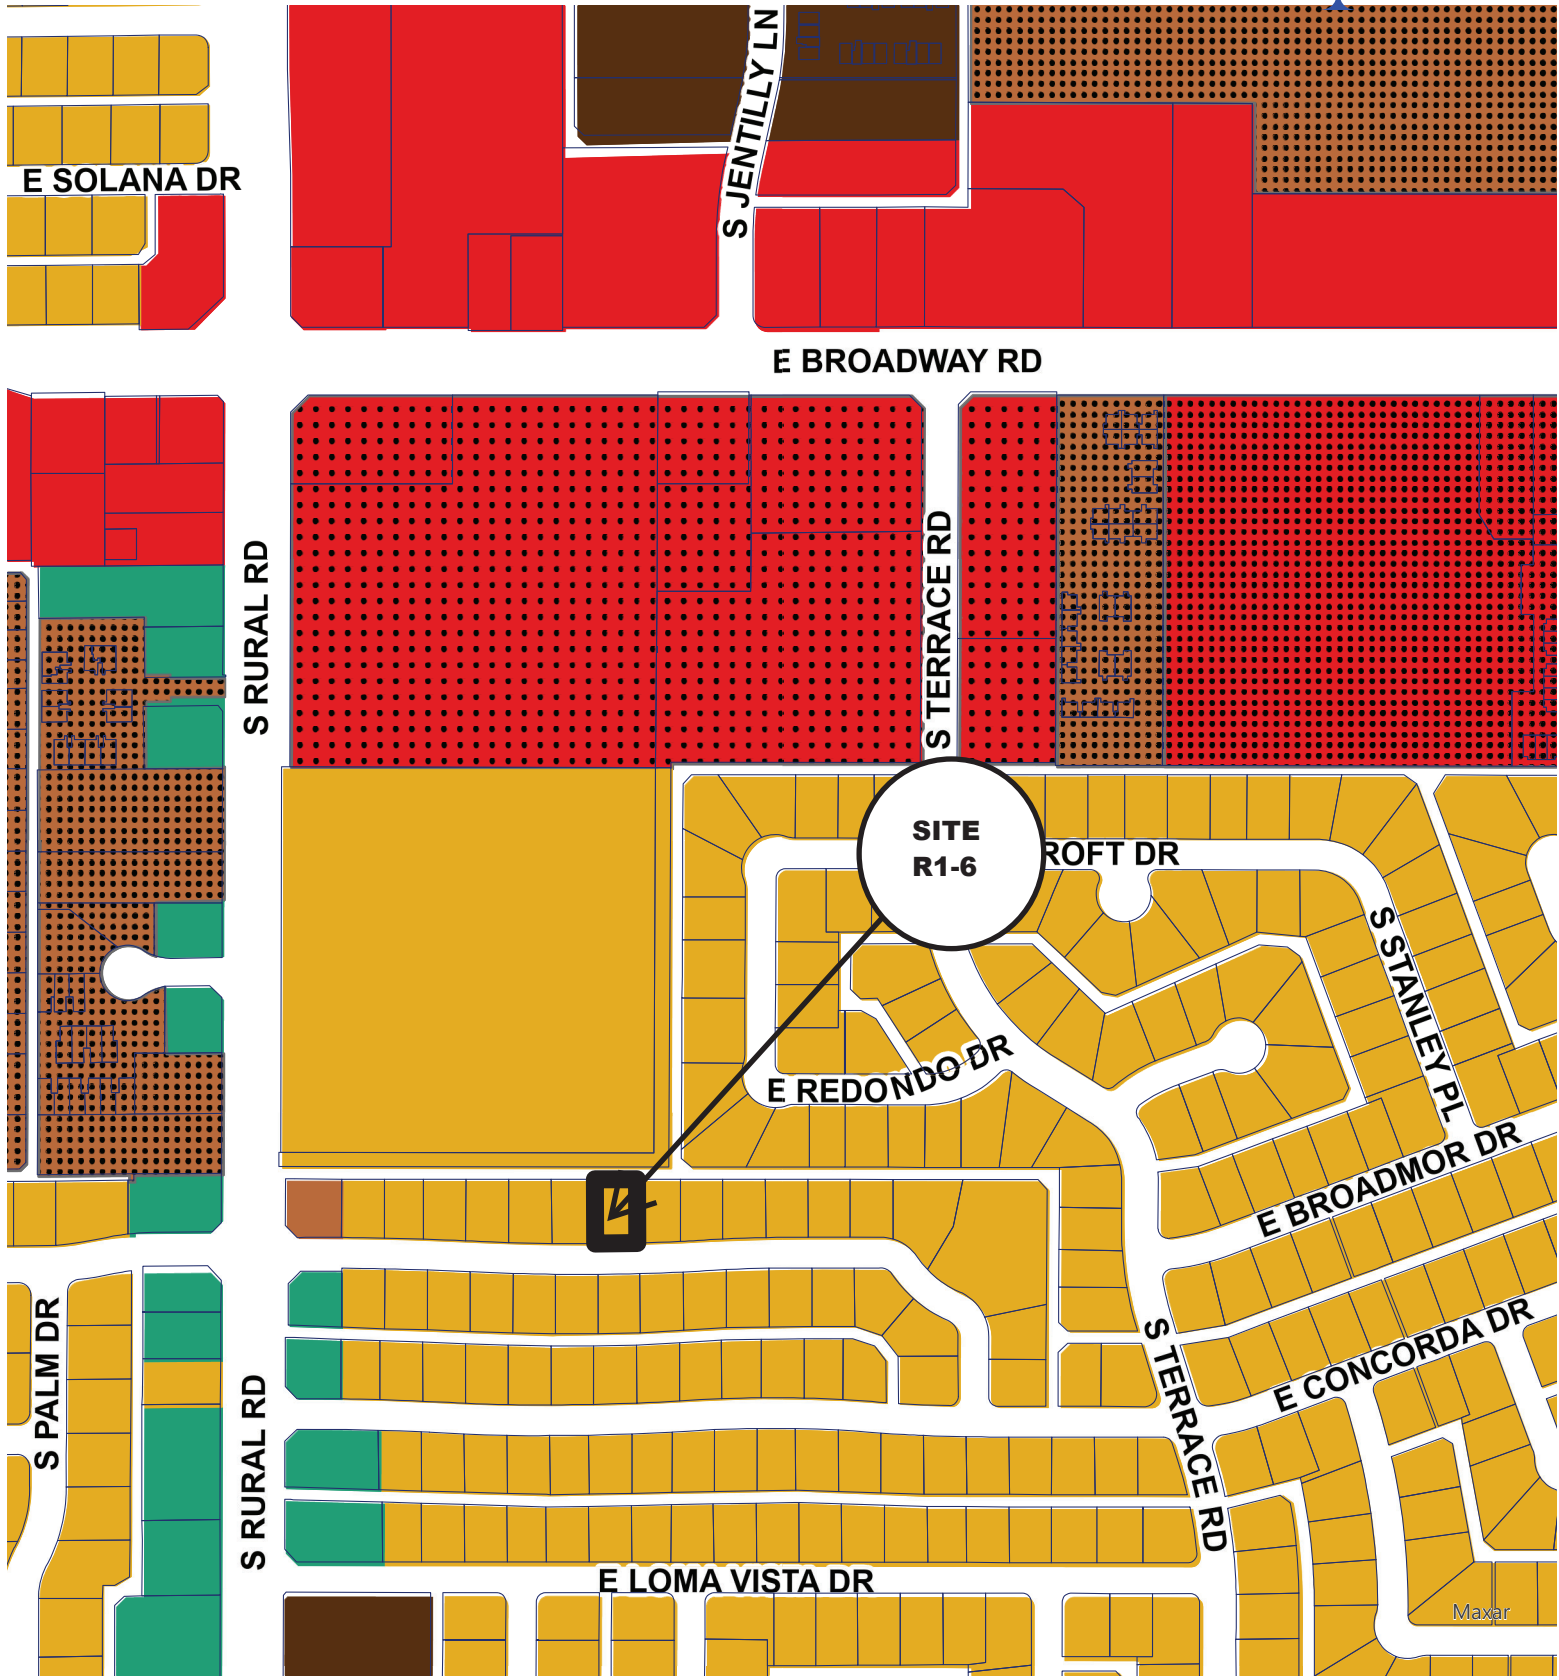 S JENTILLY LN
E SOLANA DR
E BROADWAY RD
S RURAL RD
S TERRACE RD
SITE
R1-6
ROFT DR
S STANLEY PL
E REDONDO DR
E BROADMOR DR
S PALM DR
S RURAL RD
S TERRACE RD
E CONCORDA DR
E LOMA VISTA DR
Maxar